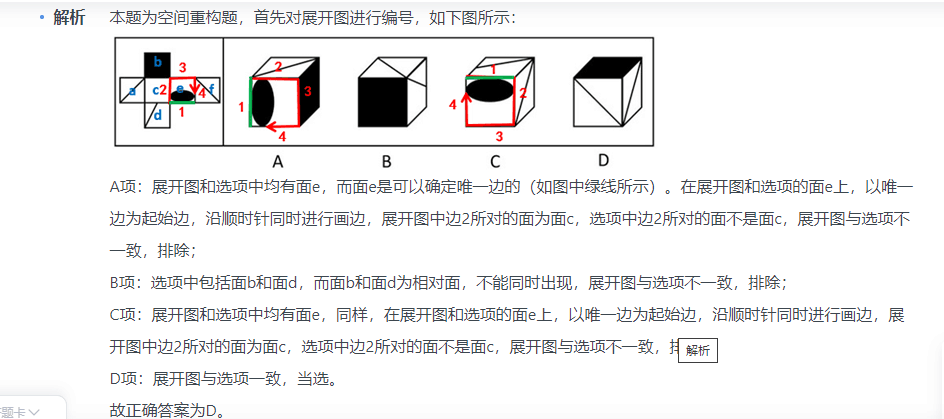 • 解析 本题为空间重构题，首先对展开图进行编号，如下图所示：
b
3
a c 2 e 4 f
1
d
2
1 3
4
1
4 2
3
A B C D
A项：展开图和选项中均有面e，而面e是可以确定唯一边的（如图中绿线所示）。在展开图和选项的面e上，以唯
一边为起始边，沿顺时针同时进行画边，展开图中边2所对的面为面c，选项中边2所对的面不是面c，展开图与选项不
一致，排除；
B项：选项中包括面b和面d，而面b和面d为相对面，不能同时出现，展开图与选项不一致，排除；
C项：展开图和选项中均有面e，同样，在展开图和选项的面e上，以唯一边为起始边，沿顺时针同时进行画边，展
开图中边2所对的面为面c，选项中边2所对的面不是面c，展开图与选项不一致，
解析
D项：展开图与选项一致，当选。
故正确答案为D。
题卡